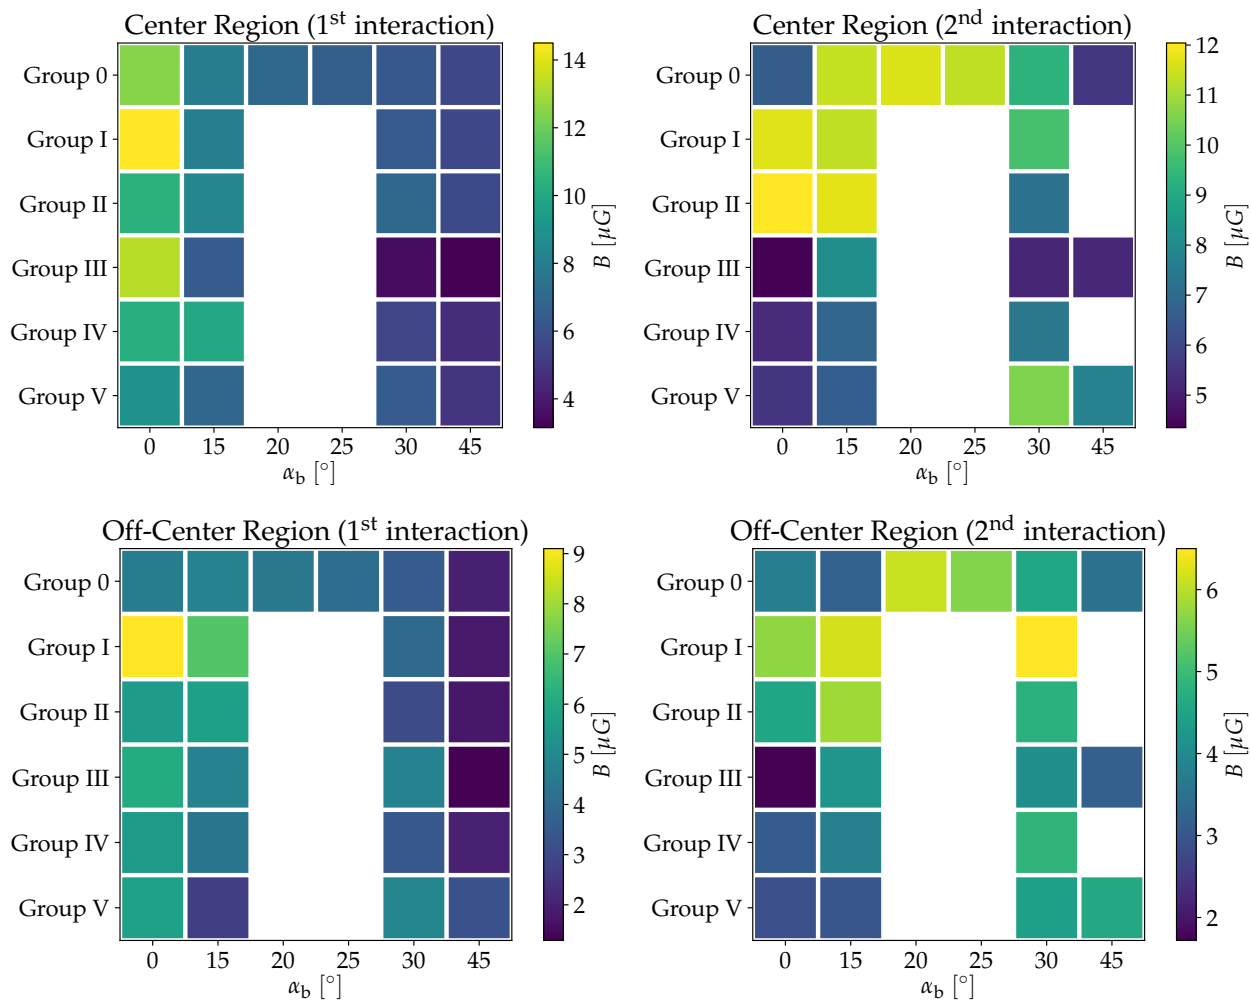 Center Region (1st interaction)
Group 0
Group I
Group II
Group III
Group IV
Group V
0 15 20 25 30 45
αb [°]
14
12
10
8
6
4
B [μG]
Center Region (2nd interaction)
Group 0
Group I
Group II
Group III
Group IV
Group V
0 15 20 25 30 45
αb [°]
12
11
10
9
8
7
6
5
B [μG]
Off-Center Region (1st interaction)
Group 0
Group I
Group II
Group III
Group IV
Group V
0 15 20 25 30 45
αb [°]
9
8
7
6
5
4
3
2
B [μG]
Off-Center Region (2nd interaction)
Group 0
Group I
Group II
Group III
Group IV
Group V
0 15 20 25 30 45
αb [°]
6
5
4
3
2
B [μG]